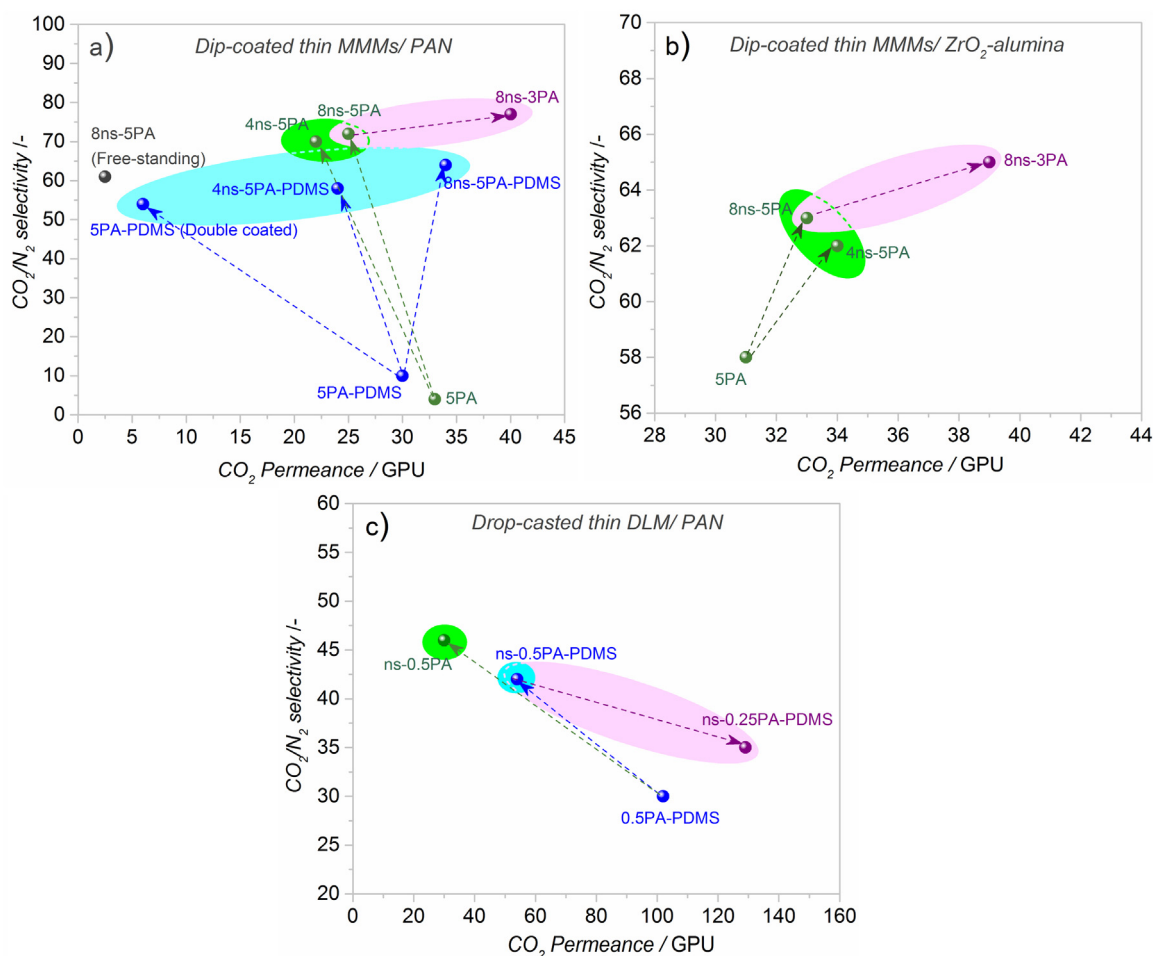 a)
Dip-coated thin MMMs/ PAN
CO2/N2 selectivity /-
100
90
80
70
60
50
40
30
20
10
0
8ns-3PA
8ns-5PA
4ns-5PA
8ns-5PA
(Free-standing)
4ns-5PA-PDMS
8ns-5PA-PDMS
5PA-PDMS (Double coated)
5PA-PDMS
5PA
0 5 10 15 20 25 30 35 40 45
CO2 Permeance / GPU
b)
Dip-coated thin MMMs/ ZrO2-alumina
CO2/N2 selectivity /-
70
68
66
64
62
60
58
56
8ns-3PA
8ns-5PA
4ns-5PA
5PA
28 30 32 34 36 38 40 42 44
CO2 Permeance / GPU
c)
Drop-casted thin DLM/ PAN
CO2/N2 selectivity /-
60
55
50
45
40
35
30
25
20
ns-0.5PA
ns-0.5PA-PDMS
ns-0.25PA-PDMS
0.5PA-PDMS
0 20 40 60 80 100 120 140 160
CO2 Permeance / GPU